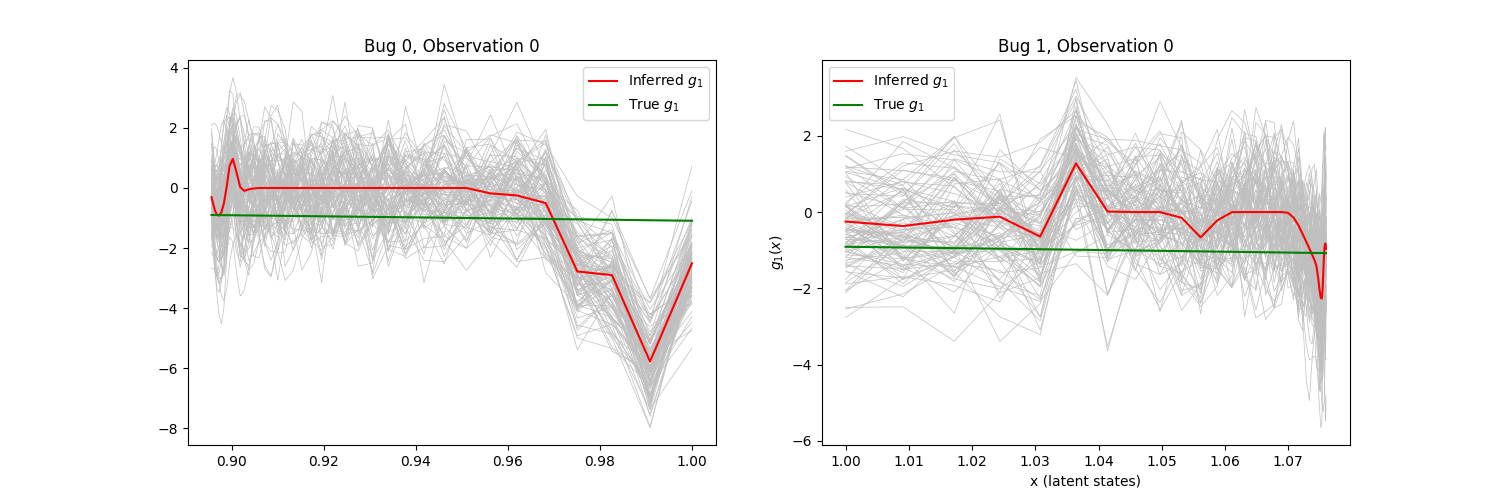 Bug 0, Observation 0
Inferred g₁
True g₁
4
2
0
−2
−4
−6
−8
0.90 0.92 0.94 0.96 0.98 1.00
Bug 1, Observation 0
Inferred g₁
True g₁
g₁(x)
2
0
−2
−4
−6
1.00 1.01 1.02 1.03 1.04 1.05 1.06 1.07
x (latent states)